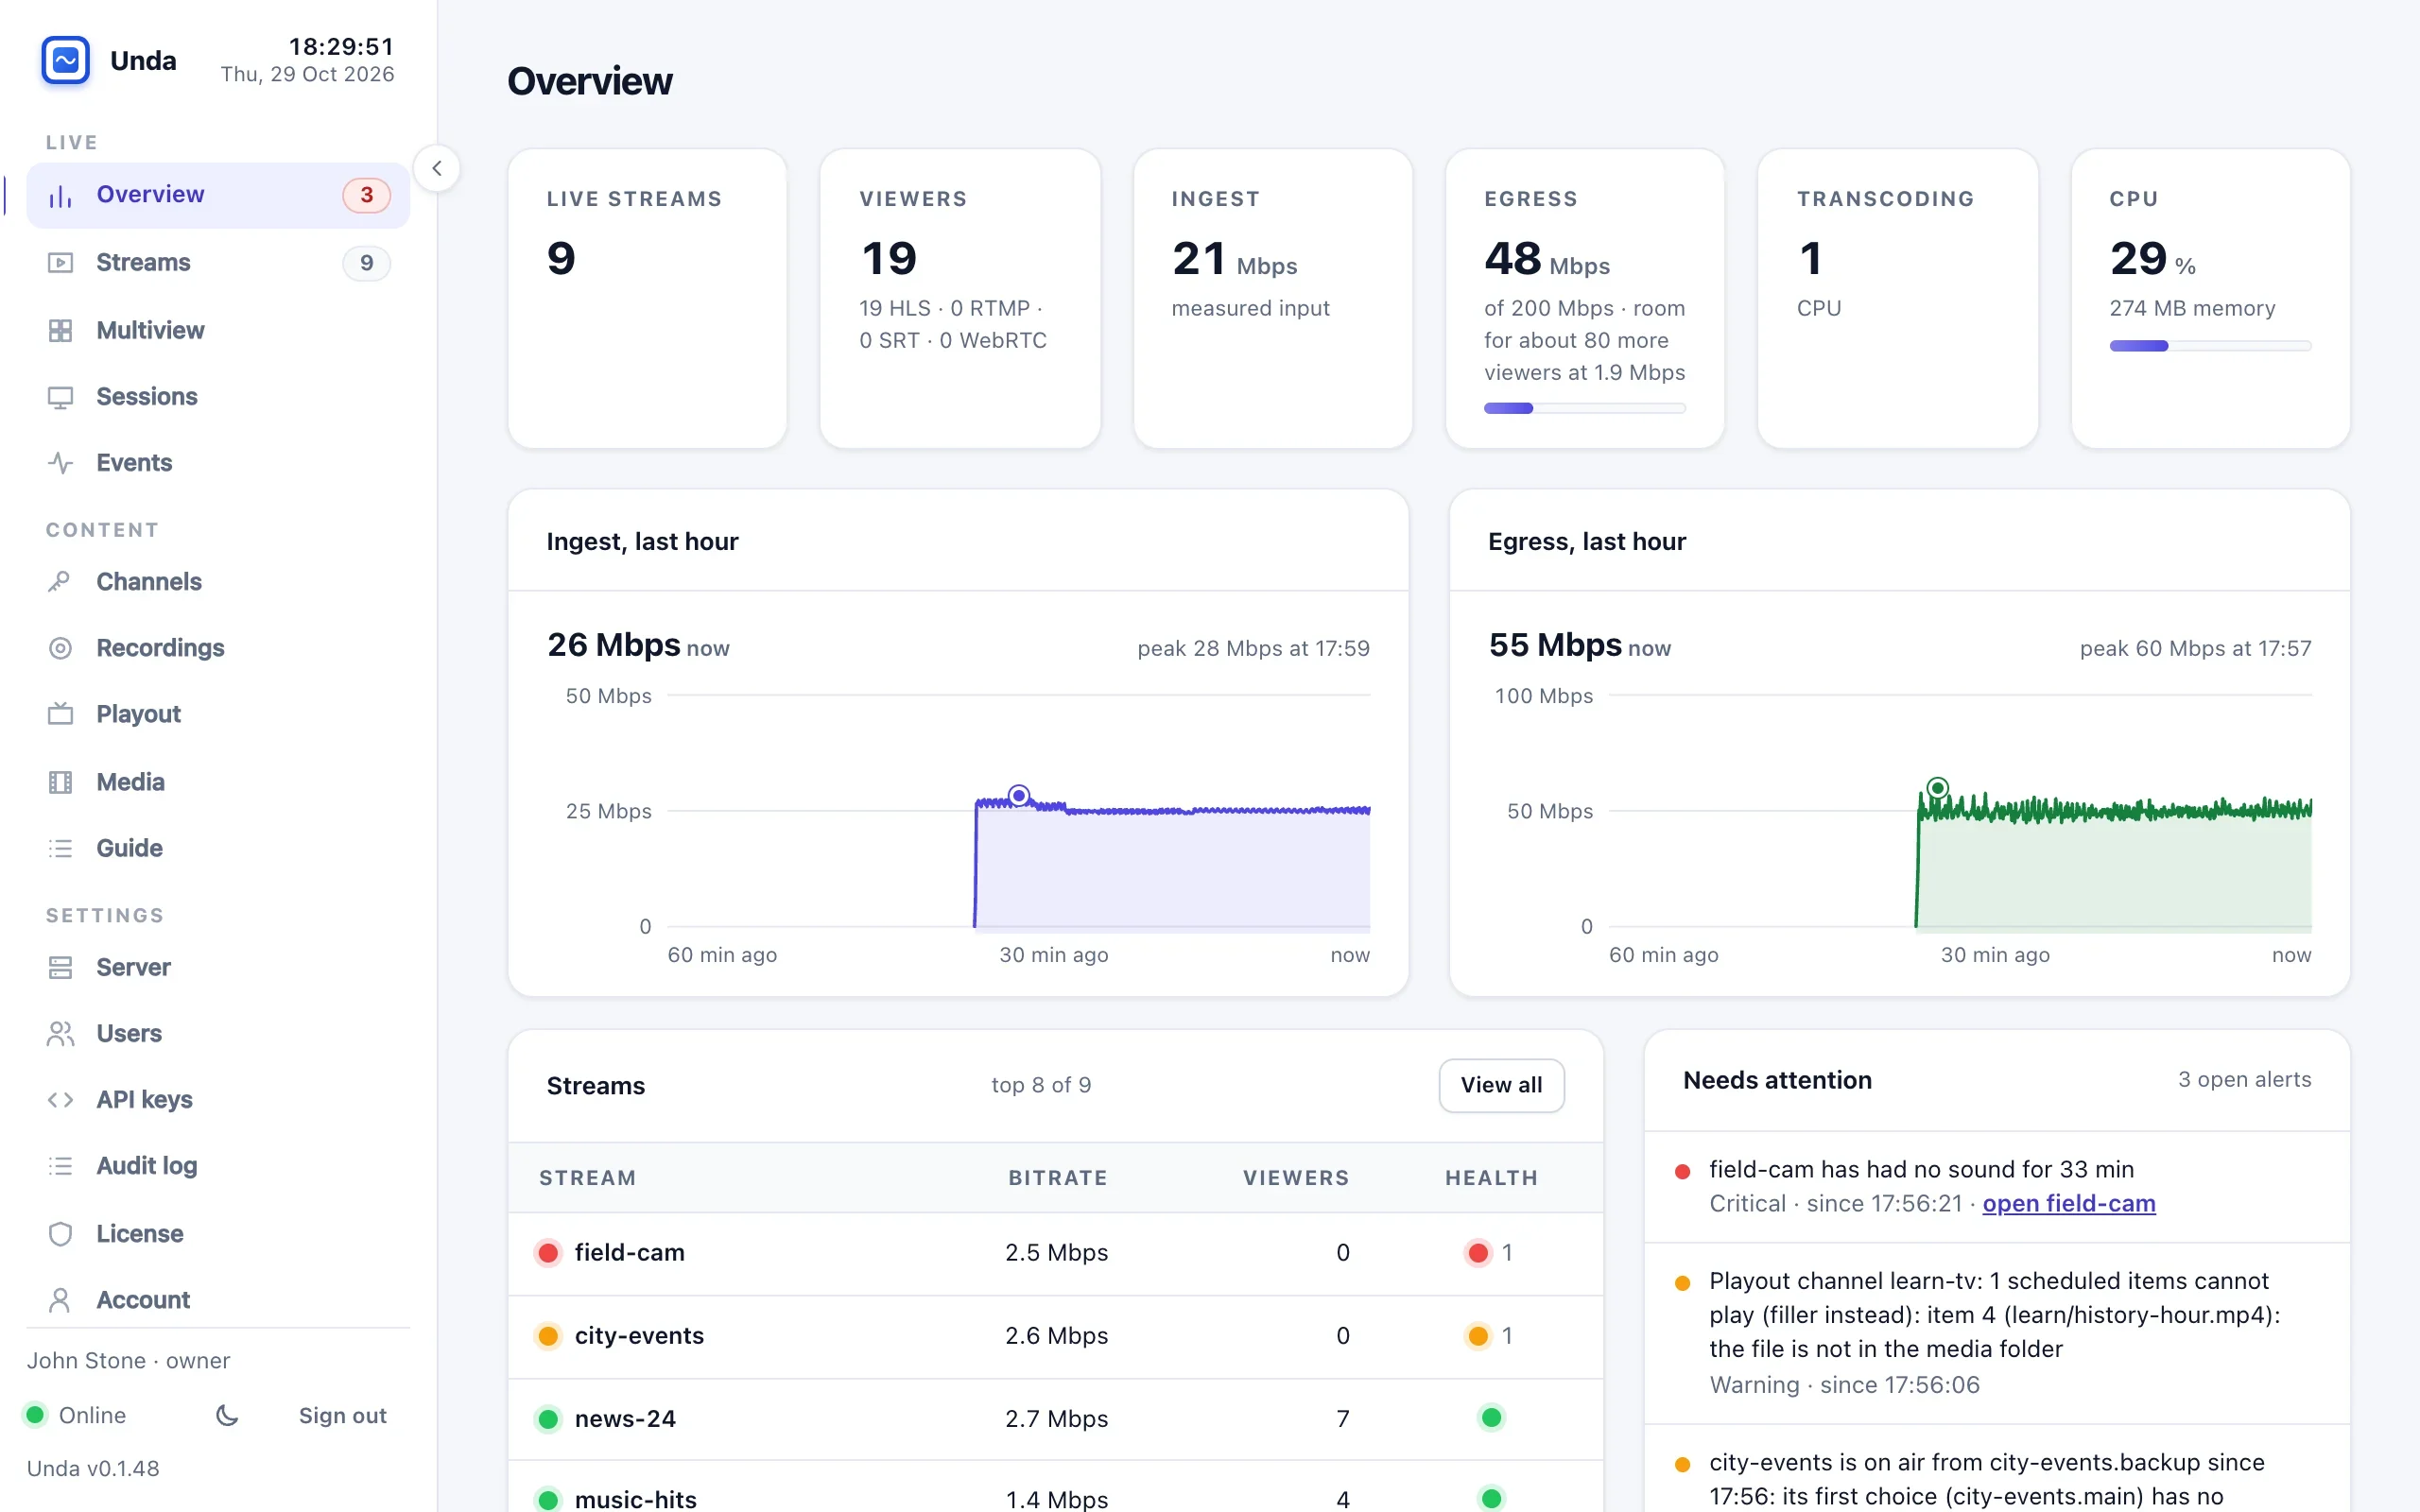 Unda
18:29:51
Thu, 29 Oct 2026
LIVE
Overview 3
Streams 9
Multiview
Sessions
Events
CONTENT
Channels
Recordings
Playout
Media
Guide
SETTINGS
Server
Users
API keys
Audit log
License
Account
John Stone · owner
Online
Sign out
Unda v0.1.48
Overview
LIVE STREAMS
9
VIEWERS
19
19 HLS · 0 RTMP ·
0 SRT · 0 WebRTC
INGEST
21 Mbps
measured input
EGRESS
48 Mbps
of 200 Mbps · room
for about 80 more
viewers at 1.9 Mbps
TRANSCODING
1
CPU
CPU
29 %
274 MB memory
Ingest, last hour
26 Mbps now
peak 28 Mbps at 17:59
50 Mbps
25 Mbps
0
60 min ago
30 min ago
now
Egress, last hour
55 Mbps now
peak 60 Mbps at 17:57
100 Mbps
50 Mbps
0
60 min ago
30 min ago
now
Streams
top 8 of 9
View all
STREAM BITRATE VIEWERS HEALTH
field-cam 2.5 Mbps 0 1
city-events 2.6 Mbps 0 1
news-24 2.7 Mbps 7
music-hits 1.4 Mbps 4
Needs attention
3 open alerts
field-cam has had no sound for 33 min
Critical · since 17:56:21 · open field-cam
Playout channel learn-tv: 1 scheduled items cannot
play (filler instead): item 4 (learn/history-hour.mp4):
the file is not in the media folder
Warning · since 17:56:06
city-events is on air from city-events.backup since
17:56: its first choice (city-events.main) has no